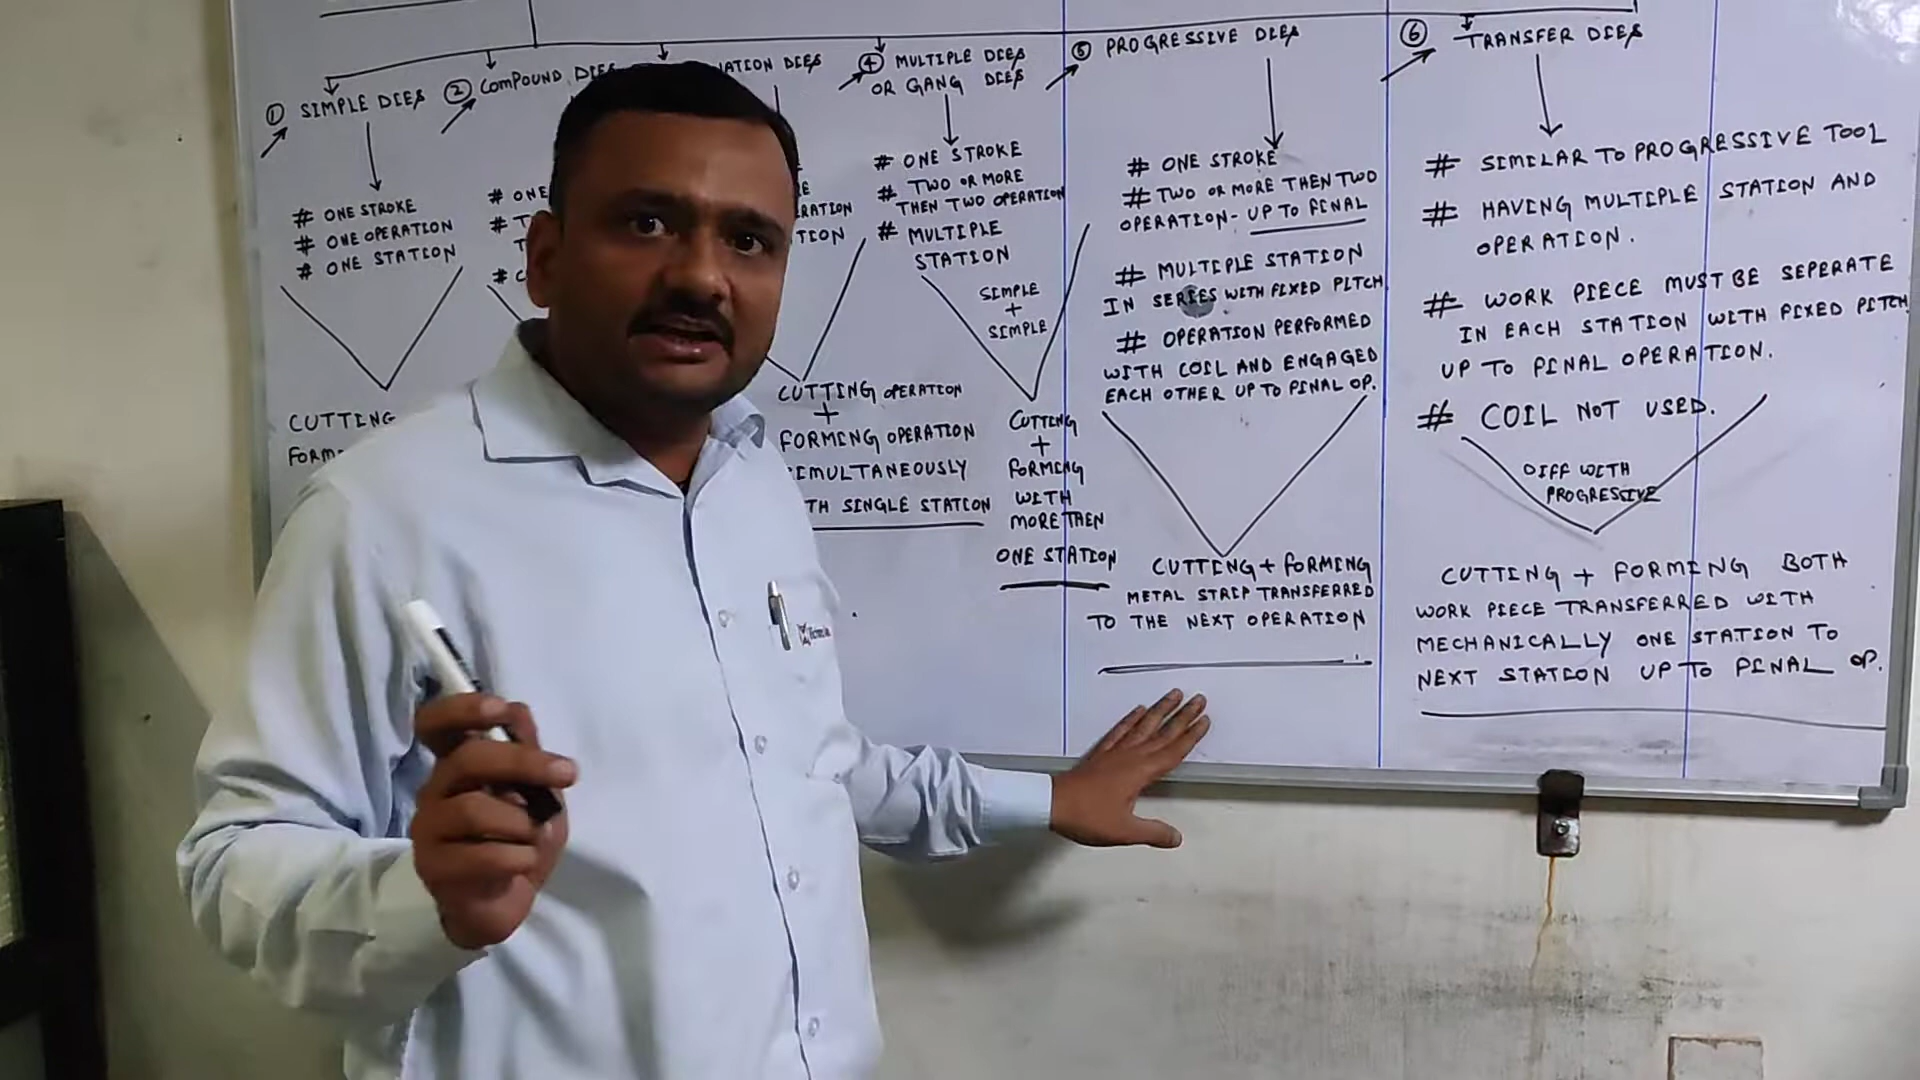 ① SIMPLE DIES
# ONE STROKE
# ONE OPERATION
# ONE STATION
CUTTING
② COMPOUND DIES
# ONE
#
#
NATION DIES
RATION
TION
CUTTING OPERATION
+
FORMING OPERATION
SIMULTANEOUSLY
TH SINGLE STATION
④ MULTIPLE DIES
OR GANG DIES
# ONE STROKE
# TWO OR MORE
THEN TWO OPERATION
# MULTIPLE
STATION
SIMPLE
+
SIMPLE
CUTTING
+
FORMING
WITH
MORE THEN
ONE STATION
⑤ PROGRESSIVE DIES
# ONE STROKE
# TWO OR MORE THEN TWO
OPERATION- UP TO FINAL
# MULTIPLE STATION
IN SERIES WITH FIXED PITCH
# OPERATION PERFORMED
WITH COIL AND ENGAGED
EACH OTHER UP TO FINAL OP.
CUTTING + FORMING
METAL STRIP TRANSFERRED
TO THE NEXT OPERATION
⑥ TRANSFER DIES
# SIMILAR TO PROGRESSIVE TOOL
# HAVING MULTIPLE STATION AND
OPERATION.
# WORK PIECE MUST BE SEPERATE
IN EACH STATION WITH FIXED PITCH
UP TO FINAL OPERATION.
# COIL NOT USED.
DIFF WITH
PROGRESSIVE
CUTTING + FORMING BOTH
WORK PIECE TRANSFERRED WITH
MECHANICALLY ONE STATION TO
NEXT STATION UP TO FINAL OP.